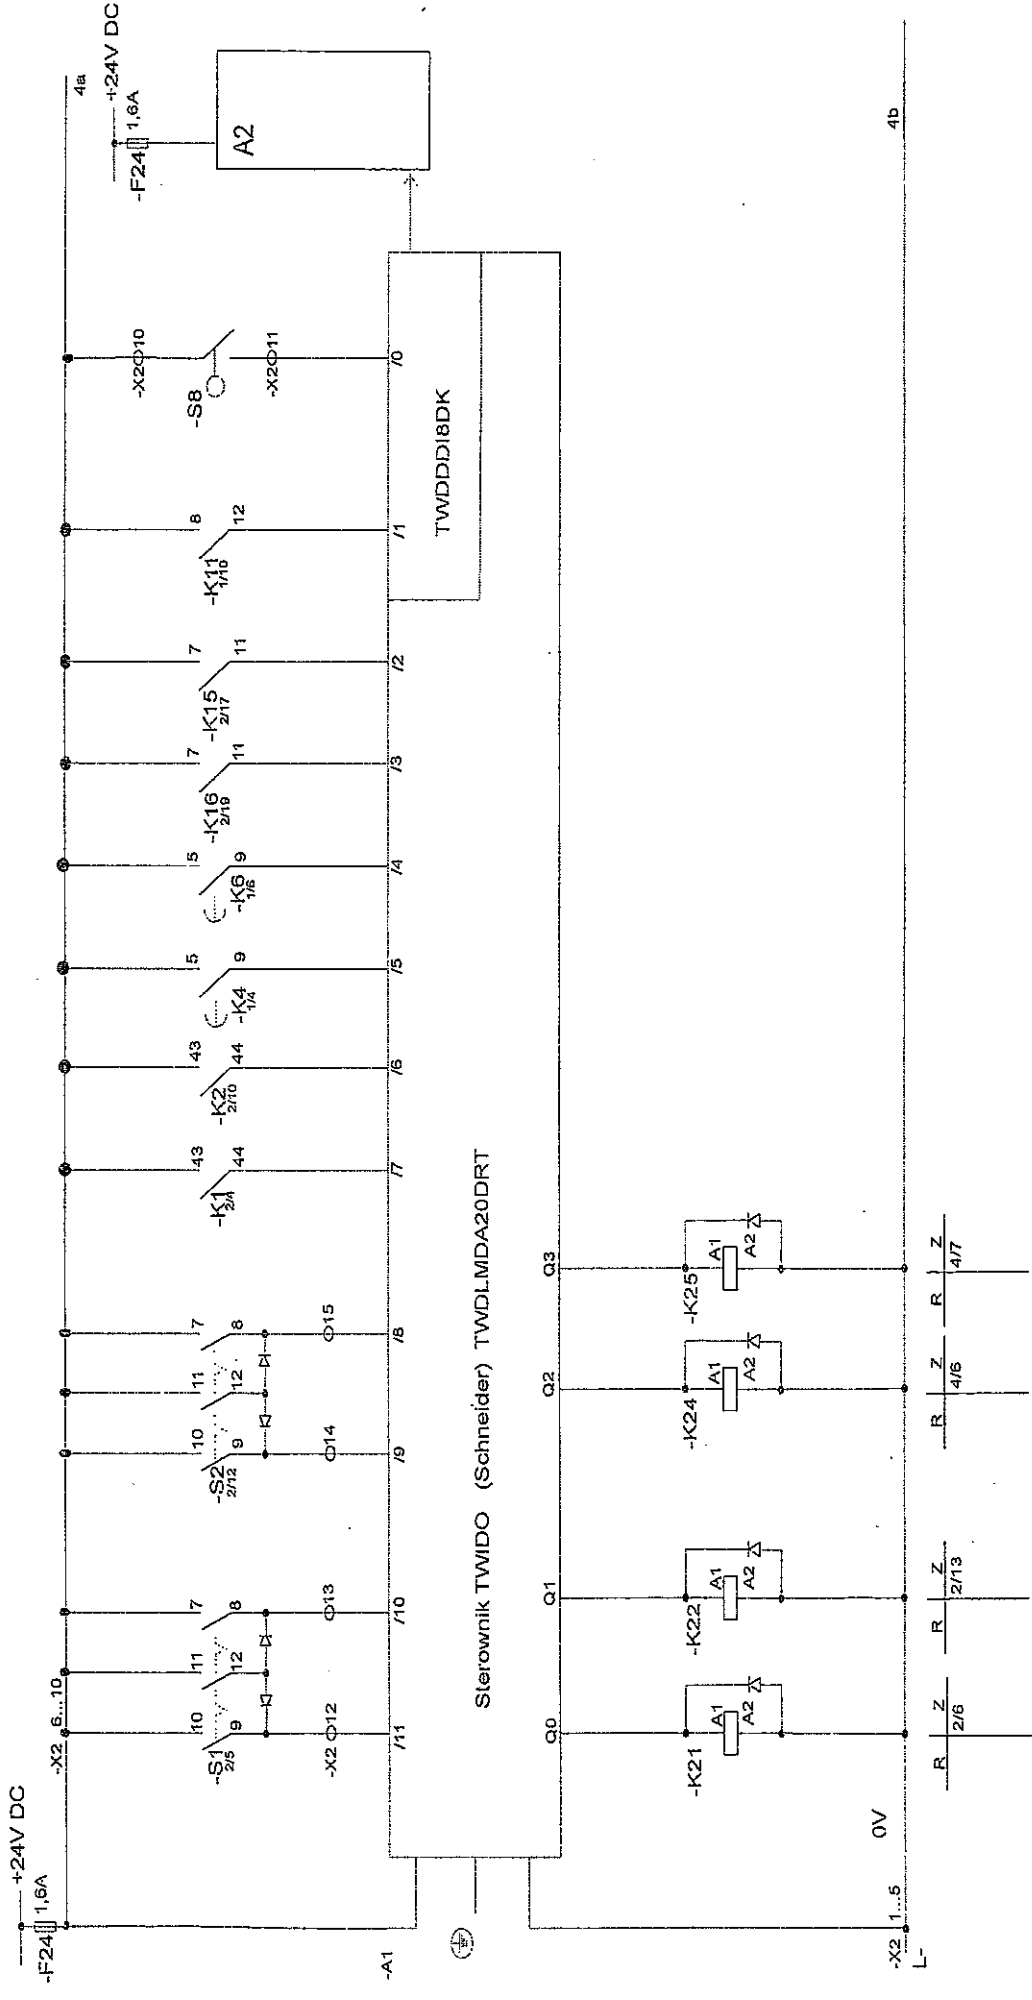 +24V DC
-F24
1,6A
4a
+24V DC
-F24
1,6A
A2
-X2
6...10
-S1
2/5
10
9
11
12
7
8
-X2
12
13
-S2
2/12
10
9
11
12
7
8
14
15
-K1
2/4
43
44
-K2
2/10
43
44
-K4
1/4
5
9
-K6
1/6
5
9
-K16
2/19
7
11
-K15
2/17
7
11
-K11
1/10
8
12
-X2
10
-S8
-X2
11
-A1
/11
/10
/9
/8
/7
/6
/5
/4
/3
/2
/1
/0
Sterownik TWIDO (Schneider) TWDLMDA20DRT
TWDDDI8DK
Q0
Q1
Q2
Q3
-K21
A1
A2
-K22
A1
A2
-K24
A1
A2
-K25
A1
A2
0V
-X2
1...5
L-
4b
R
Z
2/6
R
Z
2/13
R
Z
4/6
R
Z
4/7